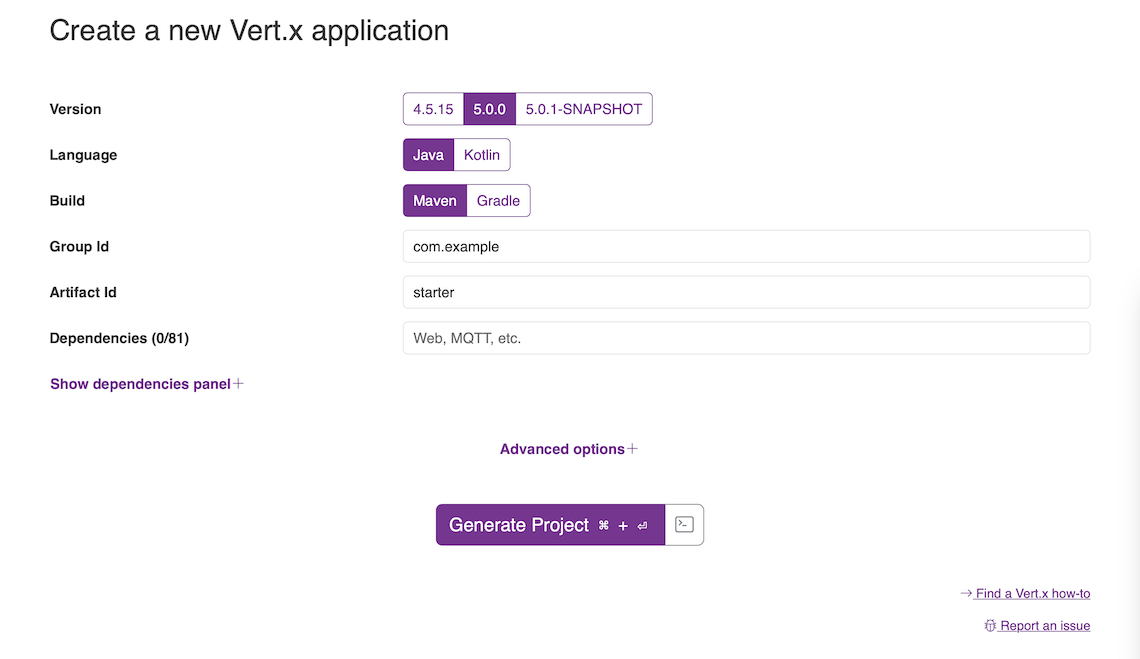 Create a new Vert.x application
Version 4.5.15 5.0.0 5.0.1-SNAPSHOT
Language Java Kotlin
Build Maven Gradle
Group Id com.example
Artifact Id starter
Dependencies (0/81) Web, MQTT, etc.
Show dependencies panel+
Advanced options+
Generate Project ⌘ + ⏎
→ Find a Vert.x how-to
Report an issue